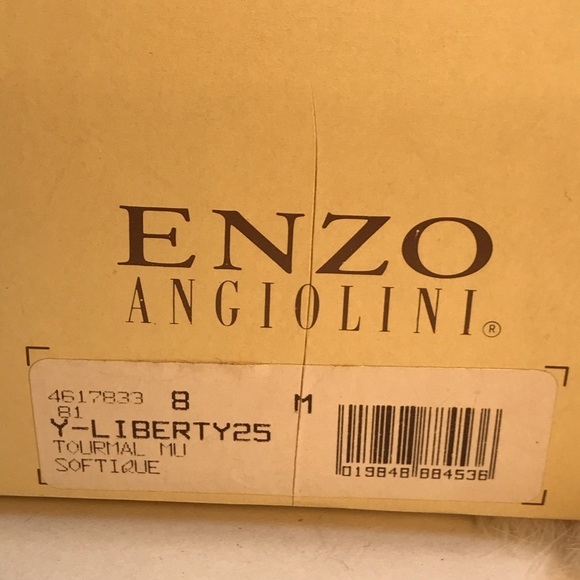 ENZO
ANGIOLINI®
4617833 8 M
81
Y-LIBERTY25
TOURMAL MU
SOFTIQUE
019848 884536